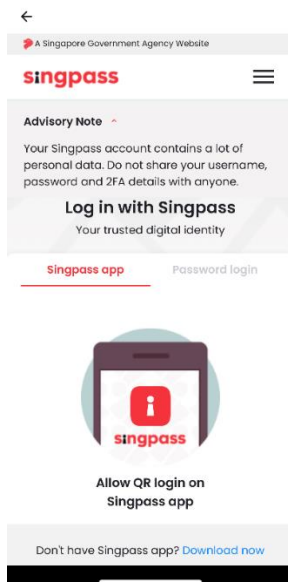 A Singapore Government Agency Website
singpass
Advisory Note
Your Singpass account contains a lot of
personal data. Do not share your username,
password and 2FA details with anyone.
Log in with Singpass
Your trusted digital identity
Singpass app Password login
singpass
Allow QR login on
Singpass app
Don't have Singpass app? Download now